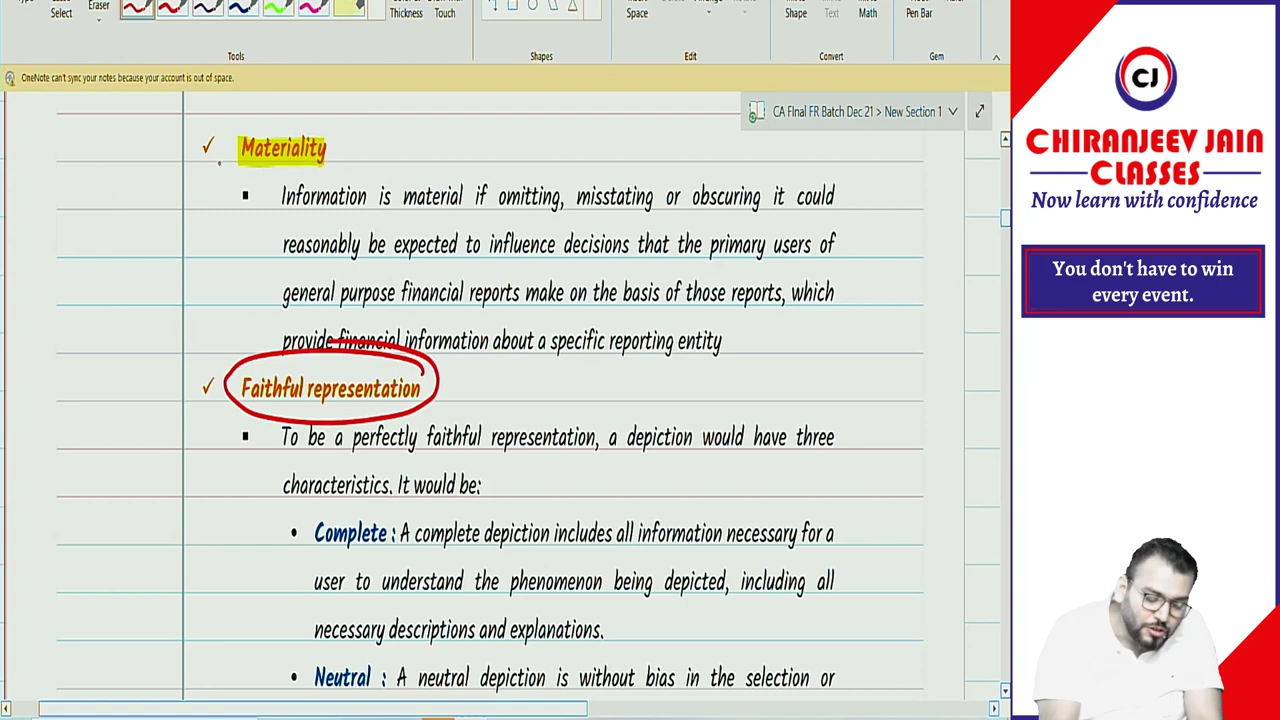 Eraser
Select
Thickness
Touch
Space
Shape
Text
Math
Pen Bar
Tools
Shapes
Edit
Convert
Gem
OneNote can't sync your notes because your account is out of space.
CA FInal FR Batch Dec 21 > New Section 1
✓ Materiality
▪ Information is material if omitting, misstating or obscuring it could
reasonably be expected to influence decisions that the primary users of
general purpose financial reports make on the basis of those reports, which
provide financial information about a specific reporting entity
✓ Faithful representation
▪ To be a perfectly faithful representation, a depiction would have three
characteristics. It would be:
• Complete : A complete depiction includes all information necessary for a
user to understand the phenomenon being depicted, including all
necessary descriptions and explanations.
• Neutral : A neutral depiction is without bias in the selection or
CJ
CHIRANJEEV JAIN
CLASSES
Now learn with confidence
You don't have to win
every event.